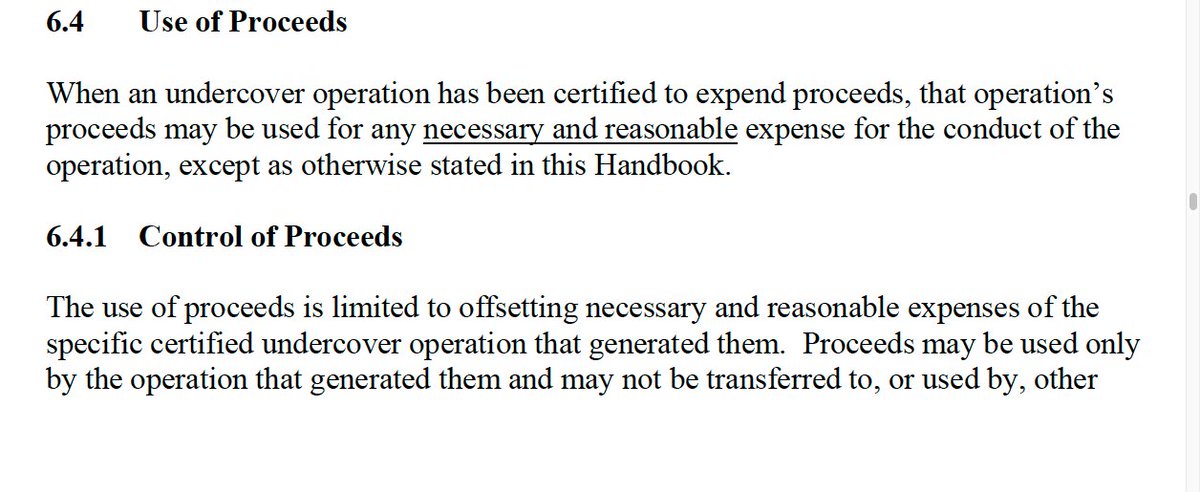 6.4 Use of Proceeds
When an undercover operation has been certified to expend proceeds, that operation’s
proceeds may be used for any necessary and reasonable expense for the conduct of the
operation, except as otherwise stated in this Handbook.
6.4.1 Control of Proceeds
The use of proceeds is limited to offsetting necessary and reasonable expenses of the
specific certified undercover operation that generated them.  Proceeds may be used only
by the operation that generated them and may not be transferred to, or used by, other